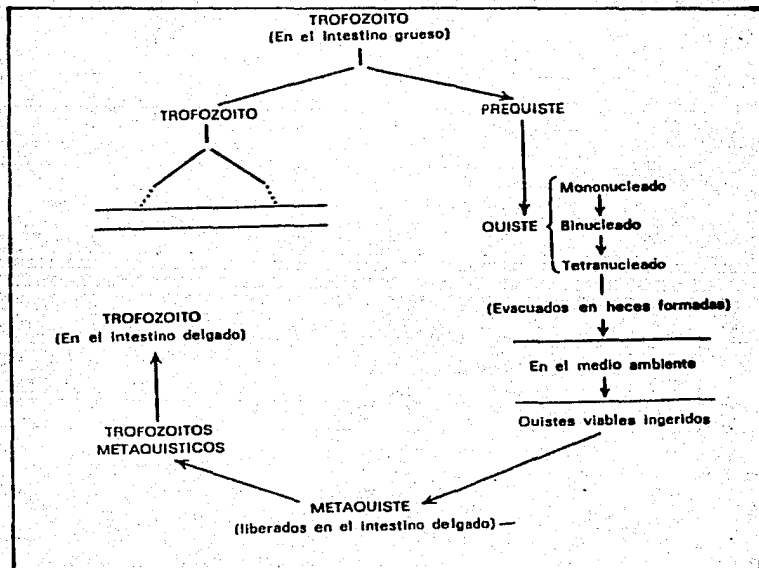 TROFOZOITO
(En el intestino grueso)
TROFOZOITO
PREQUISTE
QUISTE
Mononucleado
Binucleado
Tetranucleado
(Evacuados en heces formadas)
En el medio ambiente
Quistes viables ingeridos
METAQUISTE
(liberados en el intestino delgado)—
TROFOZOITOS
METAQUISTICOS
TROFOZOITO
(En el intestino delgado)